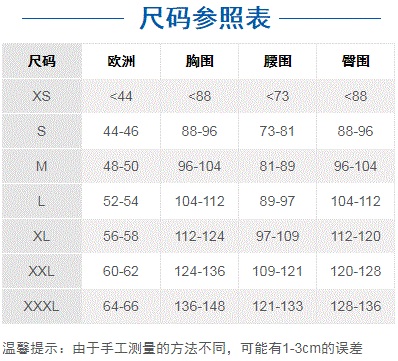 尺码参照表
尺码 欧洲 胸围 腰围 臀围
XS <44 <88 <73 <88
S 44-46 88-96 73-81 88-96
M 48-50 96-104 81-89 96-104
L 52-54 104-112 89-97 104-112
XL 56-58 112-124 97-109 112-120
XXL 60-62 124-136 109-121 120-128
XXXL 64-66 136-148 121-133 128-136
温馨提示：由于手工测量的方法不同，可能有1-3cm的误差